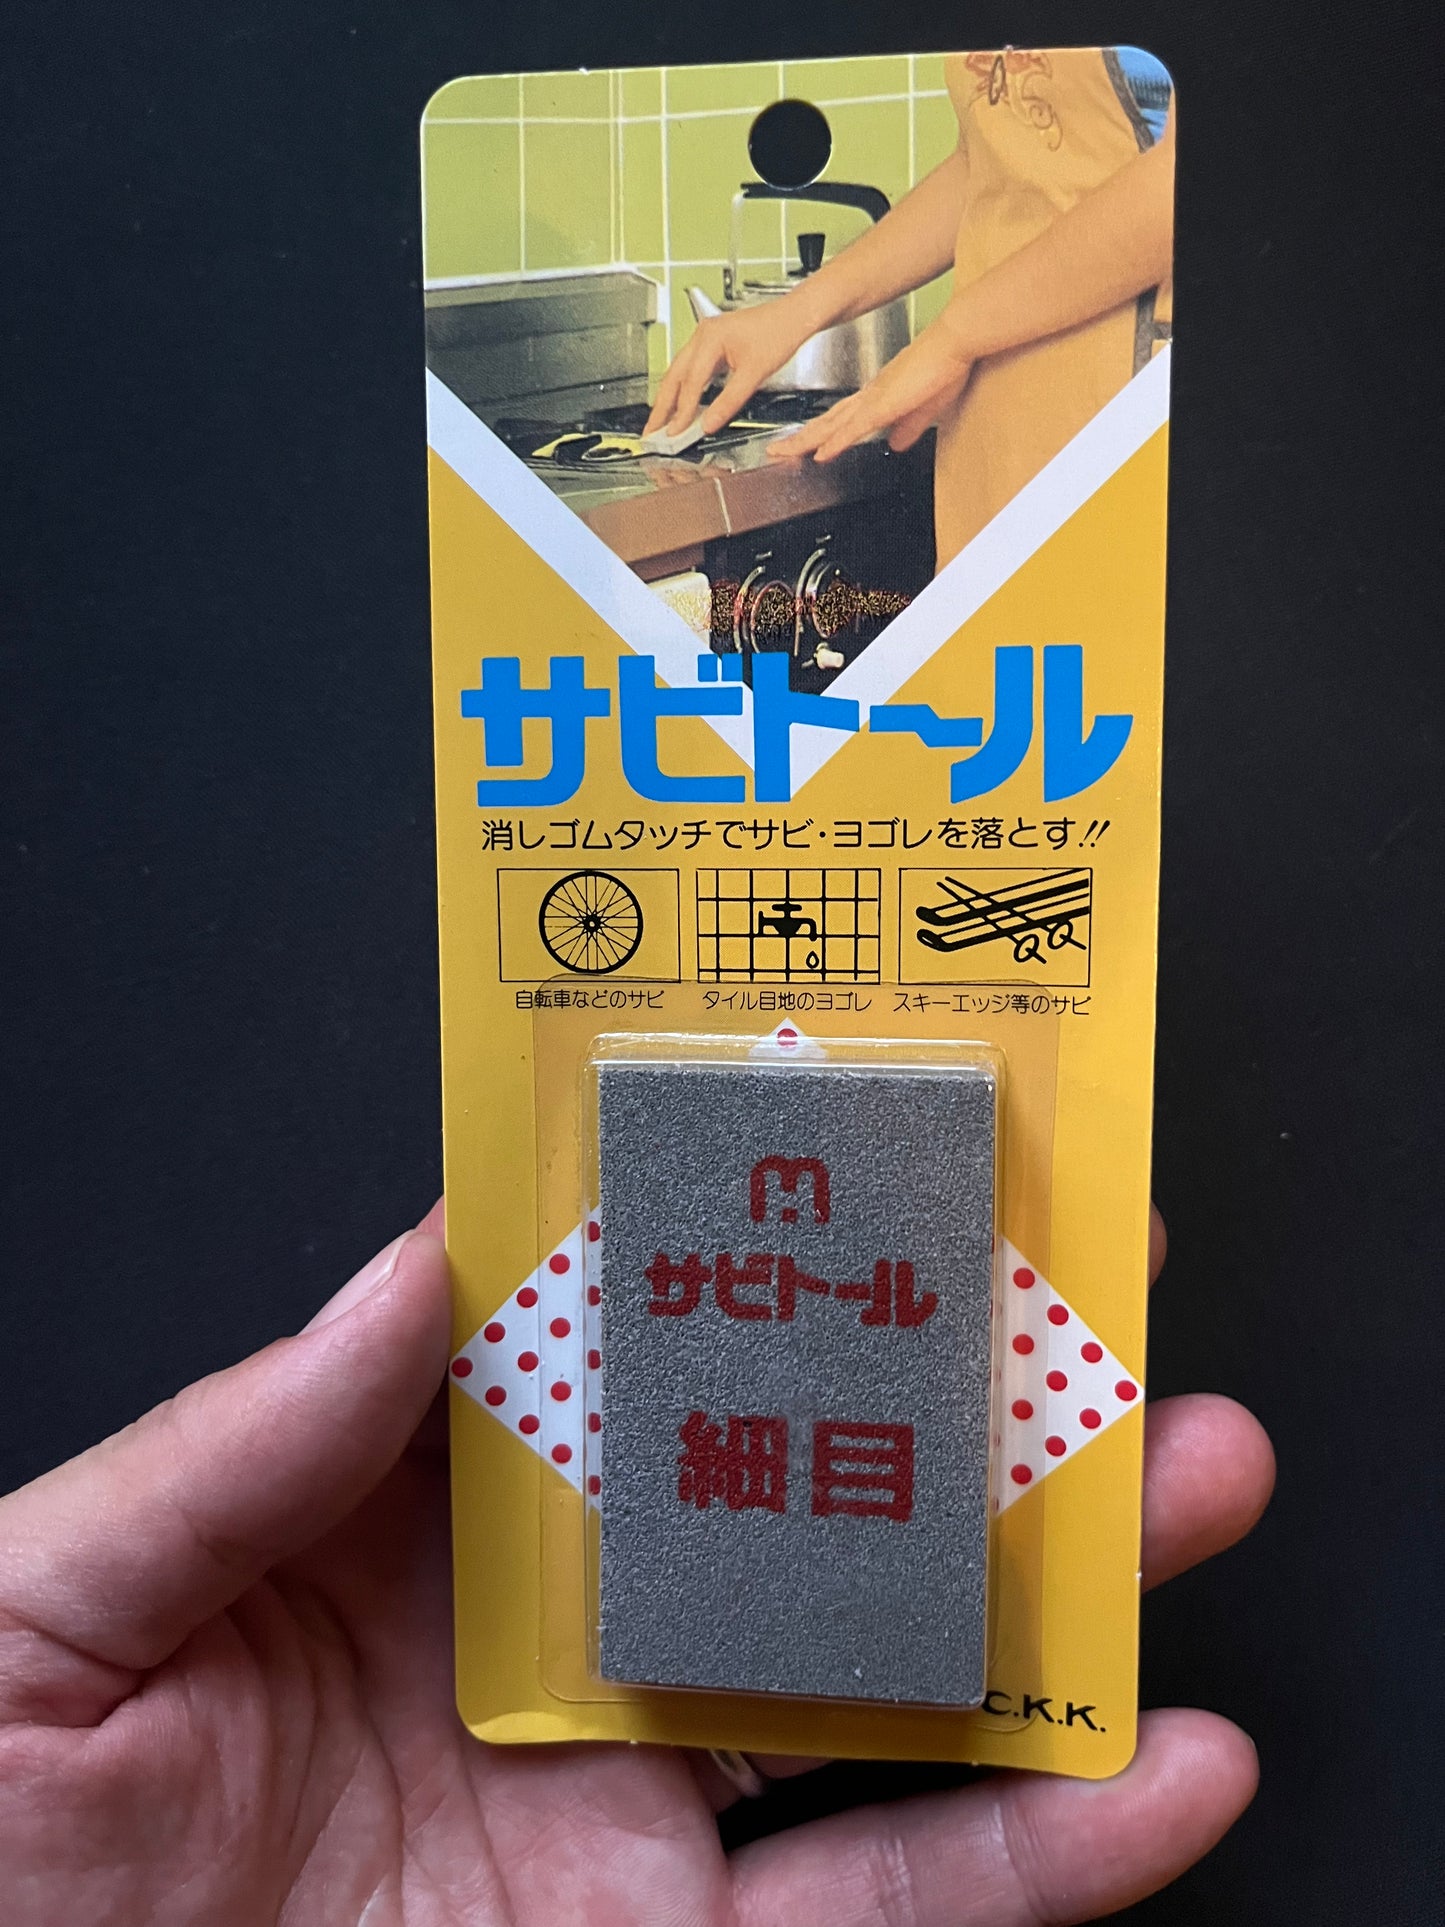 サビトール
消しゴムタッチでサビ・ヨゴレを落とす!!
自転車などのサビ
タイル目地のヨゴレ
スキーエッジ等のサビ
サビトール
細目
C.K.K.